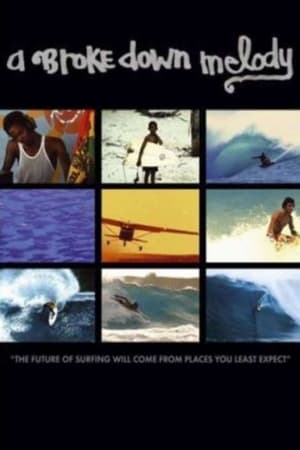 a BROKE DOWN MELODY
"THE FUTURE OF SURFING WILL COME FROM PLACES YOU LEAST EXPECT"